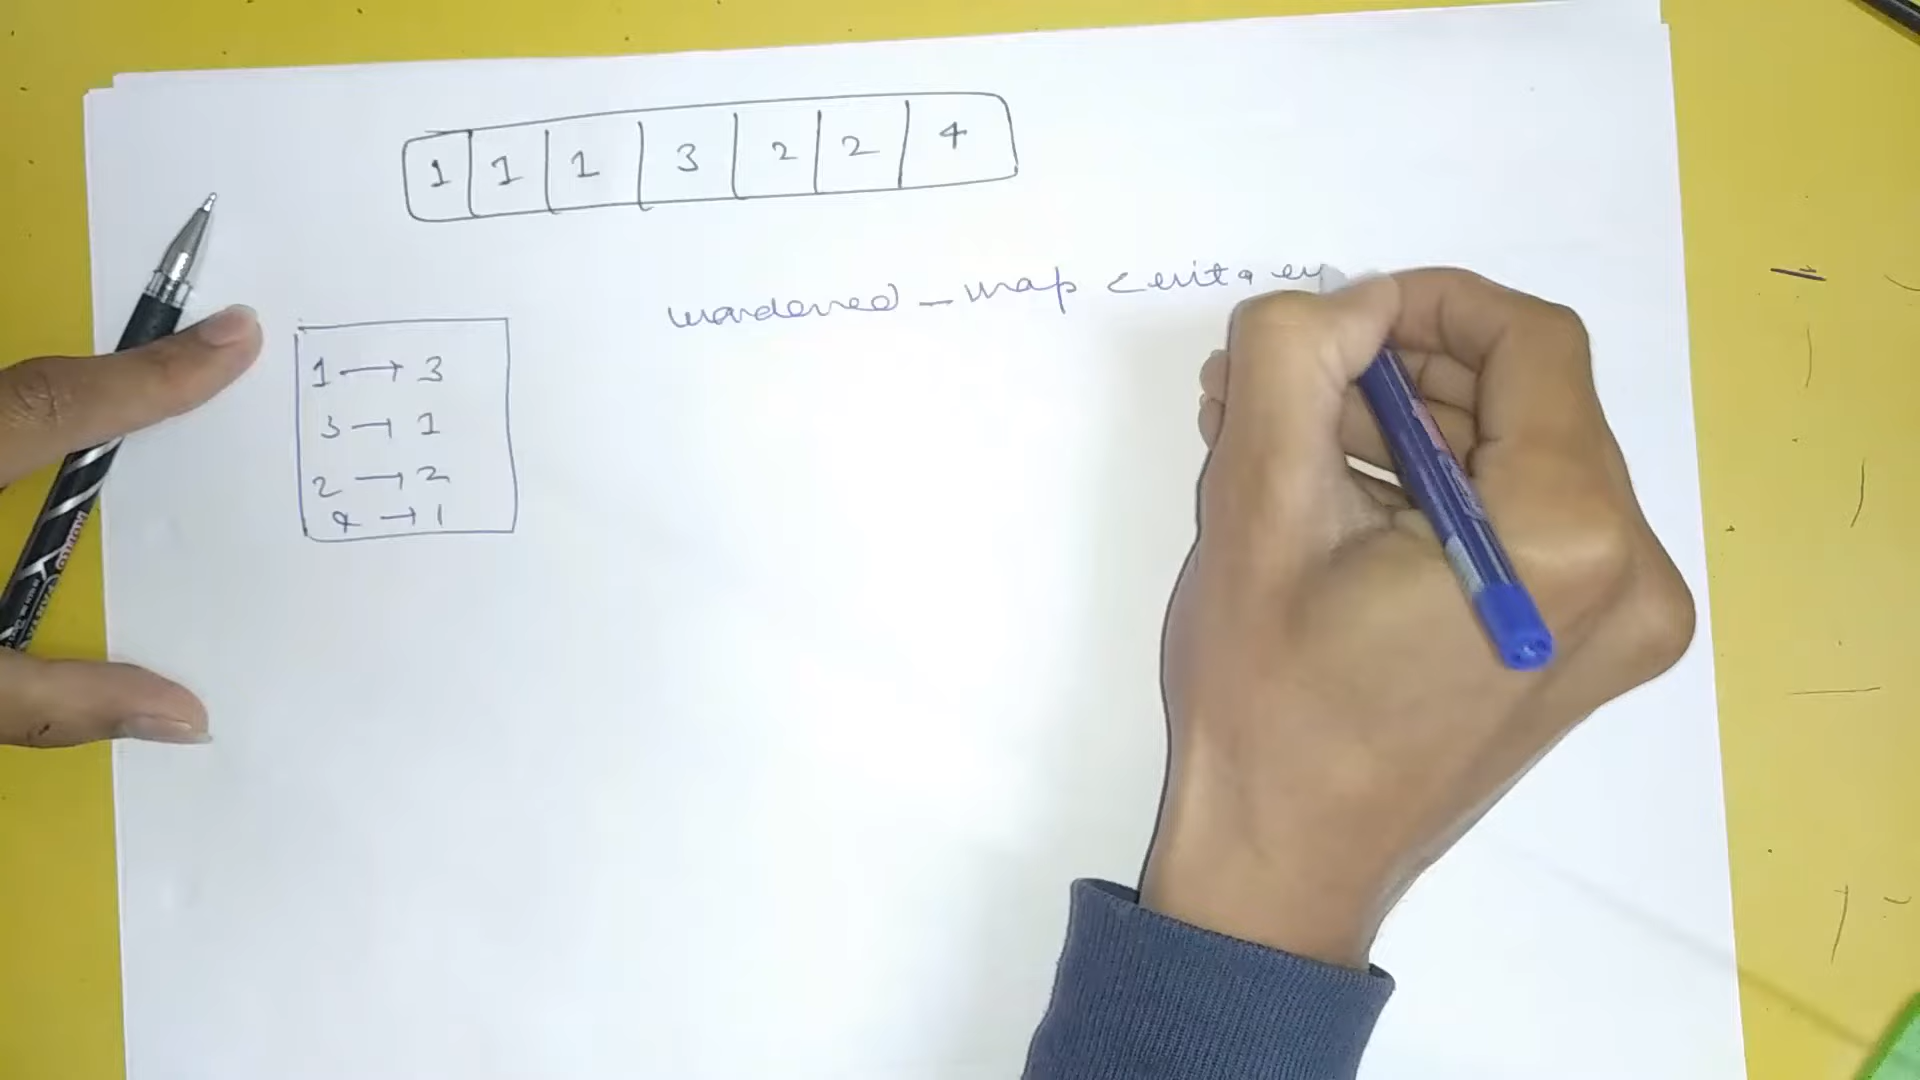 1 1 1 3 2 2 4
unordered_map <int,
1 → 3
3 → 1
2 → 2
4 → 1